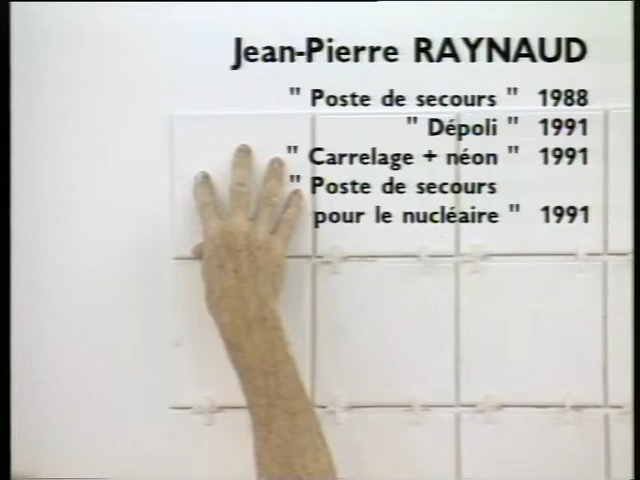 Jean-Pierre RAYNAUD
" Poste de secours " 1988
" Dépoli " 1991
" Carrelage + néon " 1991
" Poste de secours
pour le nucléaire " 1991